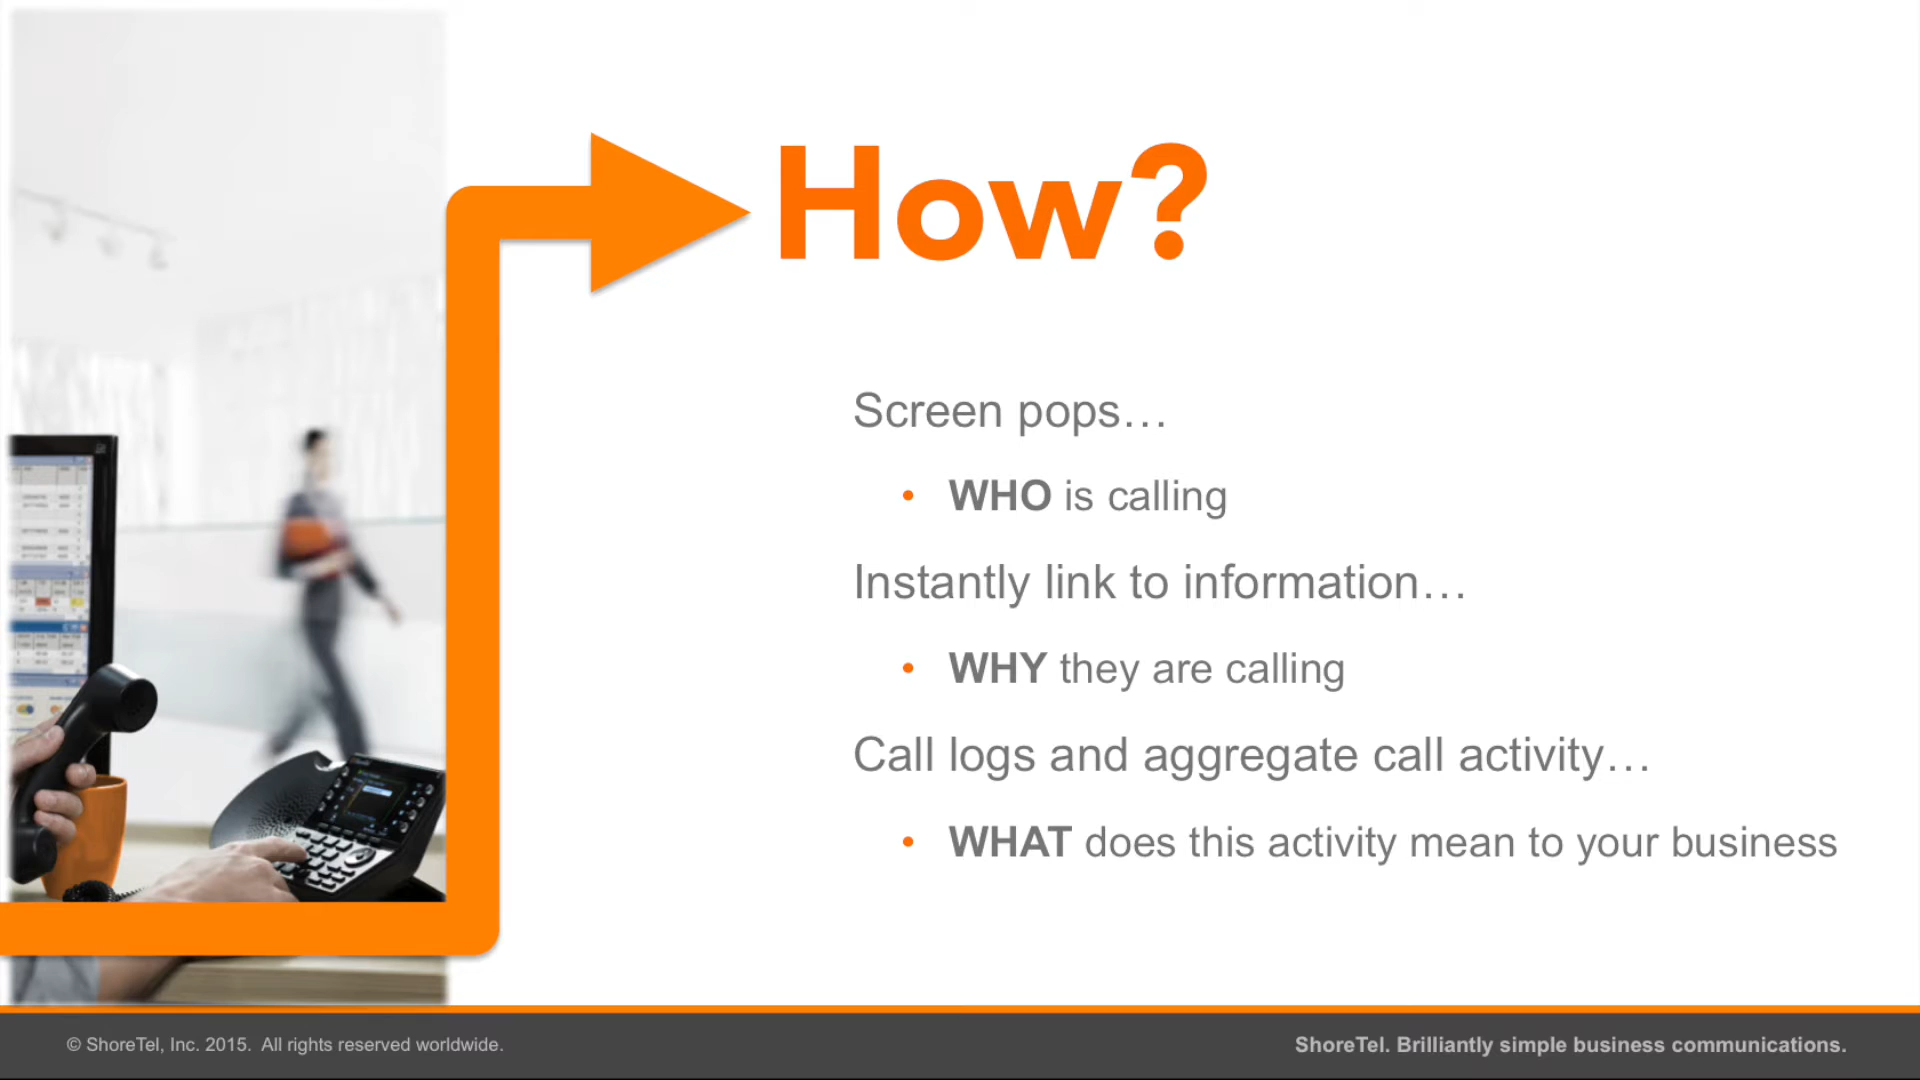 How?
Screen pops…
• WHO is calling
Instantly link to information…
• WHY they are calling
Call logs and aggregate call activity…
• WHAT does this activity mean to your business
© ShoreTel, Inc. 2015. All rights reserved worldwide.
ShoreTel. Brilliantly simple business communications.